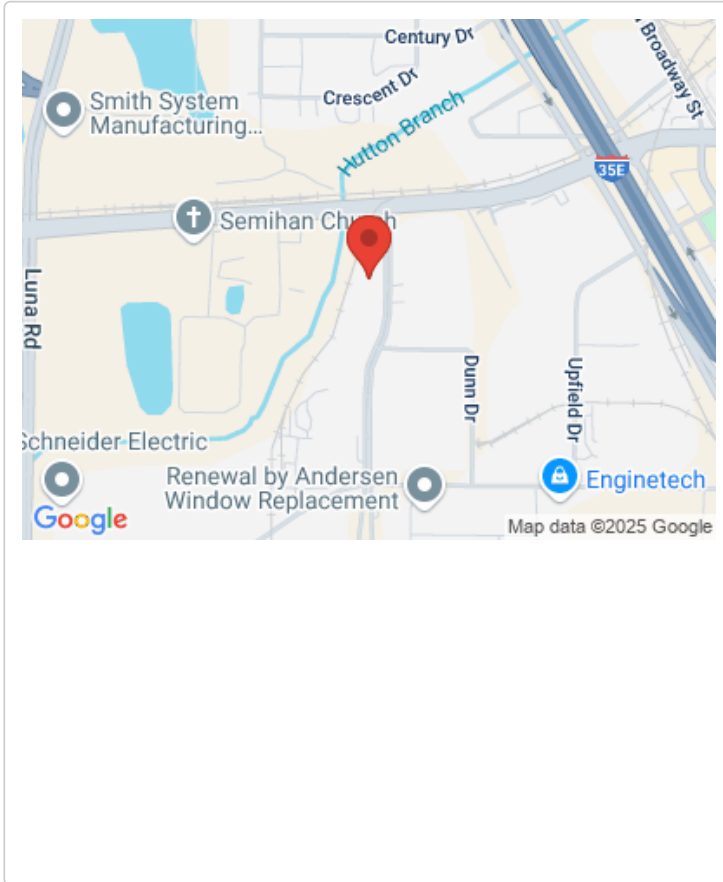 Century Dr
Broadway St
Smith System
Manufacturing...
Crescent Dr
Hutton Branch
35E
Semihan Church
Luna Rd
Dunn Dr
Upfield Dr
Schneider Electric
Renewal by Andersen
Window Replacement
Enginetech
Google
Map data ©2025 Google